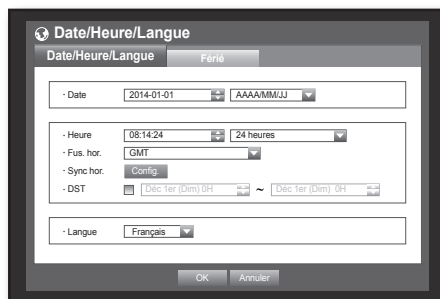 Date/Heure/Langue
Date/Heure/Langue Férié
· Date 2014-01-01 AAAA/MM/JJ
· Heure 08:14:24 24 heures
· Fus. hor. GMT
· Sync hor. Config.
· DST Déc 1er (Dim) 0H ~ Déc 1er (Dim) 0H
· Langue Français
OK Annuler